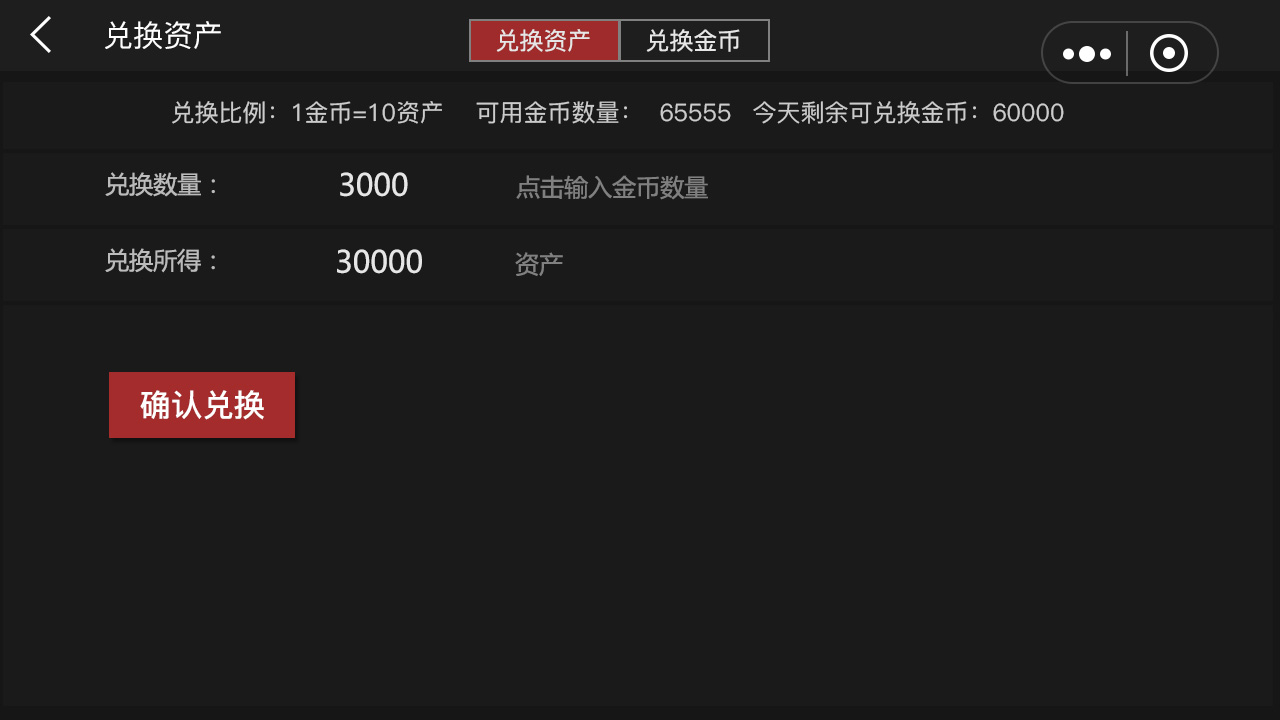 兑换资产
兑换资产 兑换金币
兑换比例：1金币=10资产 可用金币数量： 65555 今天剩余可兑换金币：60000
兑换数量： 3000 点击输入金币数量
兑换所得： 30000 资产
确认兑换